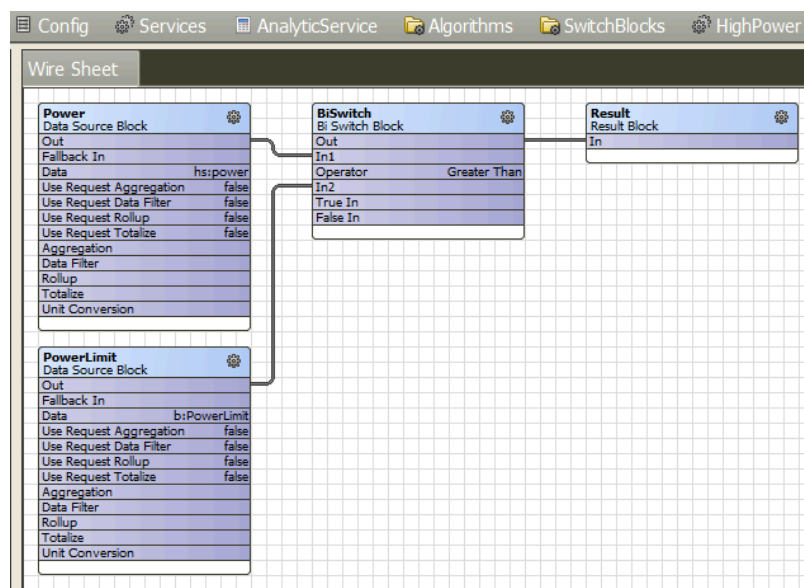 Config Services AnalyticService Algorithms SwitchBlocks HighPower
Wire Sheet
Power
Data Source Block
Out
Fallback In
Data hs:power
Use Request Aggregation false
Use Request Data Filter false
Use Request Rollup false
Use Request Totalize false
Aggregation
Data Filter
Rollup
Totalize
Unit Conversion
BiSwitch
Bi Switch Block
Out
In1
Operator Greater Than
In2
True In
False In
Result
Result Block
In
PowerLimit
Data Source Block
Out
Fallback In
Data b:PowerLimit
Use Request Aggregation false
Use Request Data Filter false
Use Request Rollup false
Use Request Totalize false
Aggregation
Data Filter
Rollup
Totalize
Unit Conversion